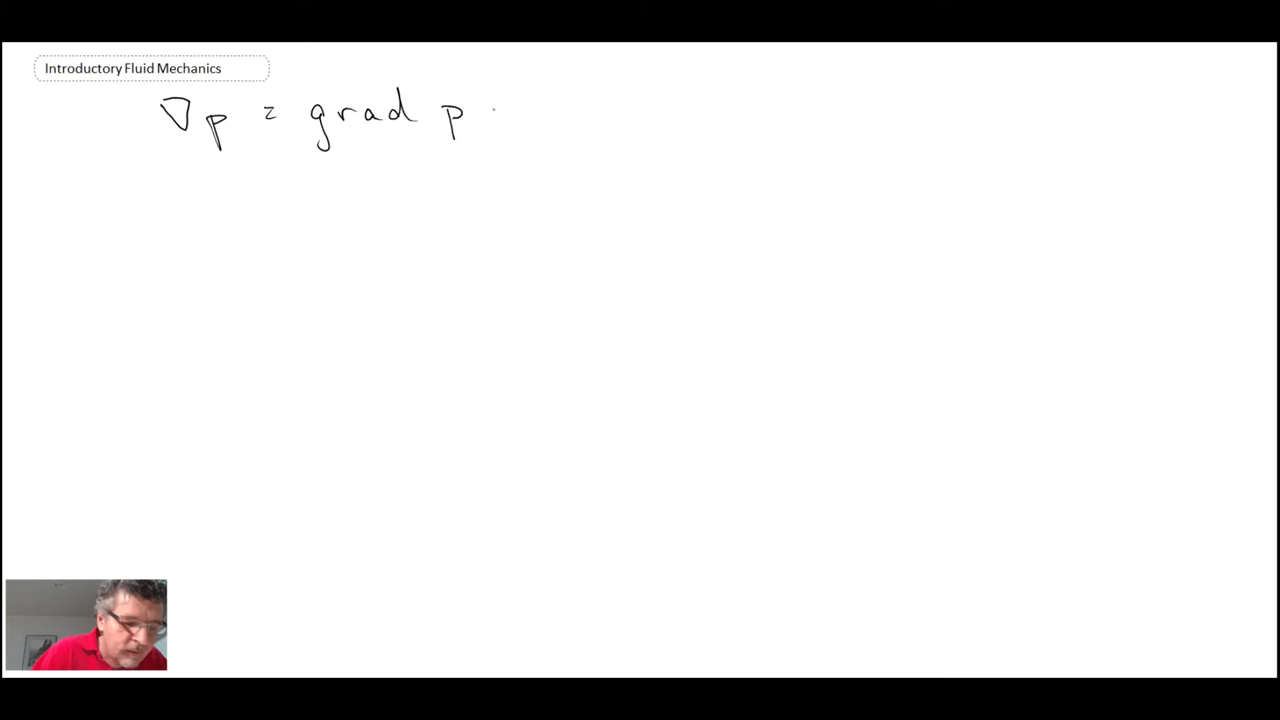 Introductory Fluid Mechanics
∇p = grad p